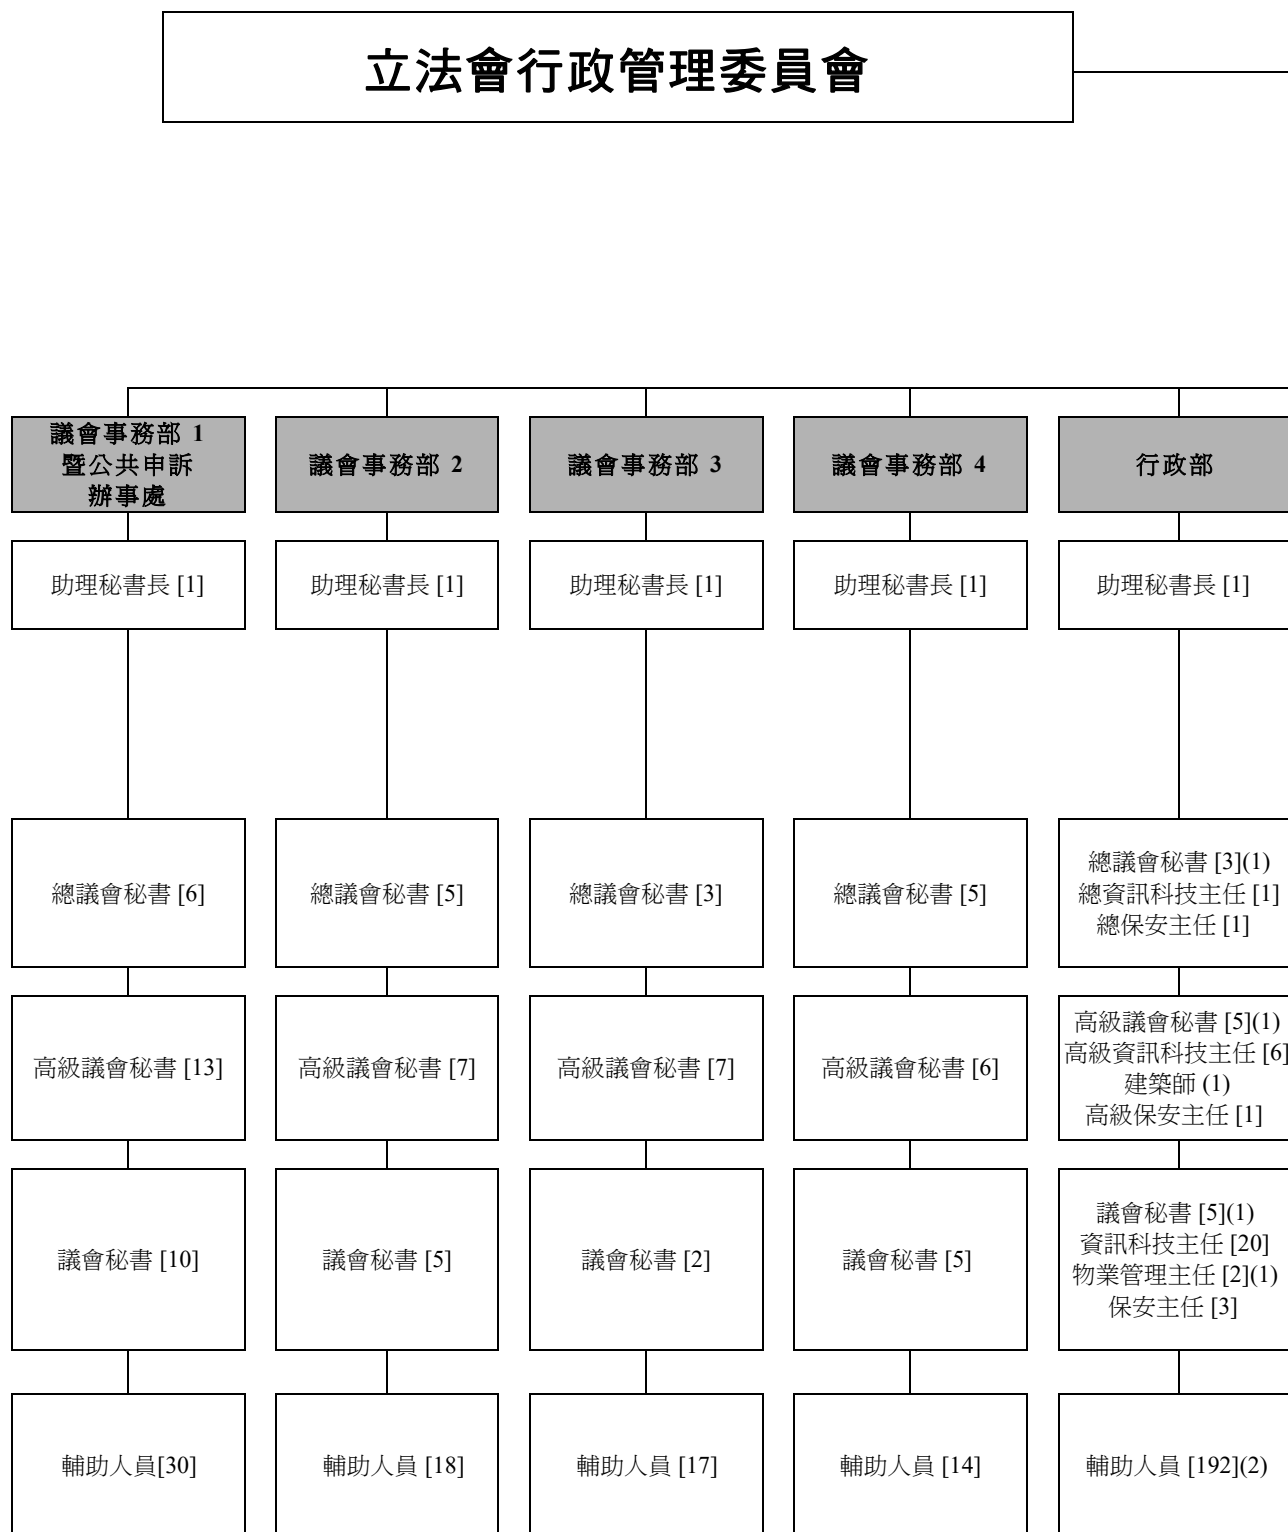 立法會行政管理委員會
議會事務部 1
暨公共申訴
辦事處
議會事務部 2
議會事務部 3
議會事務部 4
行政部
助理秘書長 [1]
助理秘書長 [1]
助理秘書長 [1]
助理秘書長 [1]
助理秘書長 [1]
總議會秘書 [6]
總議會秘書 [5]
總議會秘書 [3]
總議會秘書 [5]
總議會秘書 [3](1)
總資訊科技主任 [1]
總保安主任 [1]
高級議會秘書 [13]
高級議會秘書 [7]
高級議會秘書 [7]
高級議會秘書 [6]
高級議會秘書 [5](1)
高級資訊科技主任 [6]
建築師 (1)
高級保安主任 [1]
議會秘書 [10]
議會秘書 [5]
議會秘書 [2]
議會秘書 [5]
議會秘書 [5](1)
資訊科技主任 [20]
物業管理主任 [2](1)
保安主任 [3]
輔助人員[30]
輔助人員 [18]
輔助人員 [17]
輔助人員 [14]
輔助人員 [192](2)